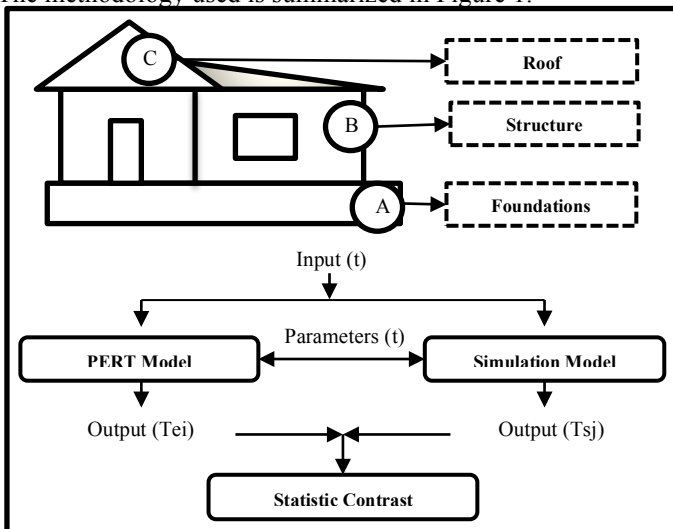 The methodology used is summarized in Figure 1.
C
Roof
B
Structure
A
Foundations
Input (t)
Parameters (t)
PERT Model
Simulation Model
Output (Tei)
Output (Tsj)
Statistic Contrast